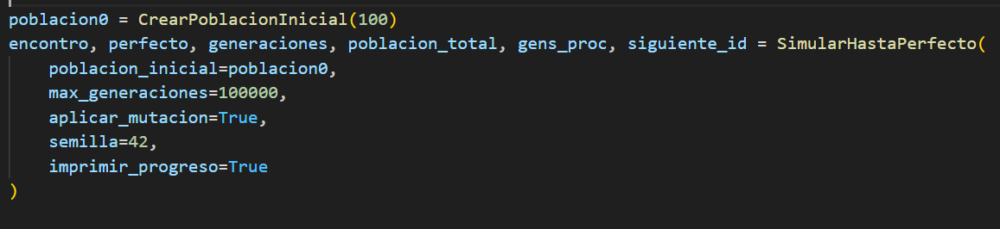 poblacion0 = CrearPoblacionInicial(100)
encontro, perfecto, generaciones, poblacion_total, gens_proc, siguiente_id = SimularHastaPerfecto(
    poblacion_inicial=poblacion0,
    max_generaciones=100000,
    aplicar_mutacion=True,
    semilla=42,
    imprimir_progreso=True
)